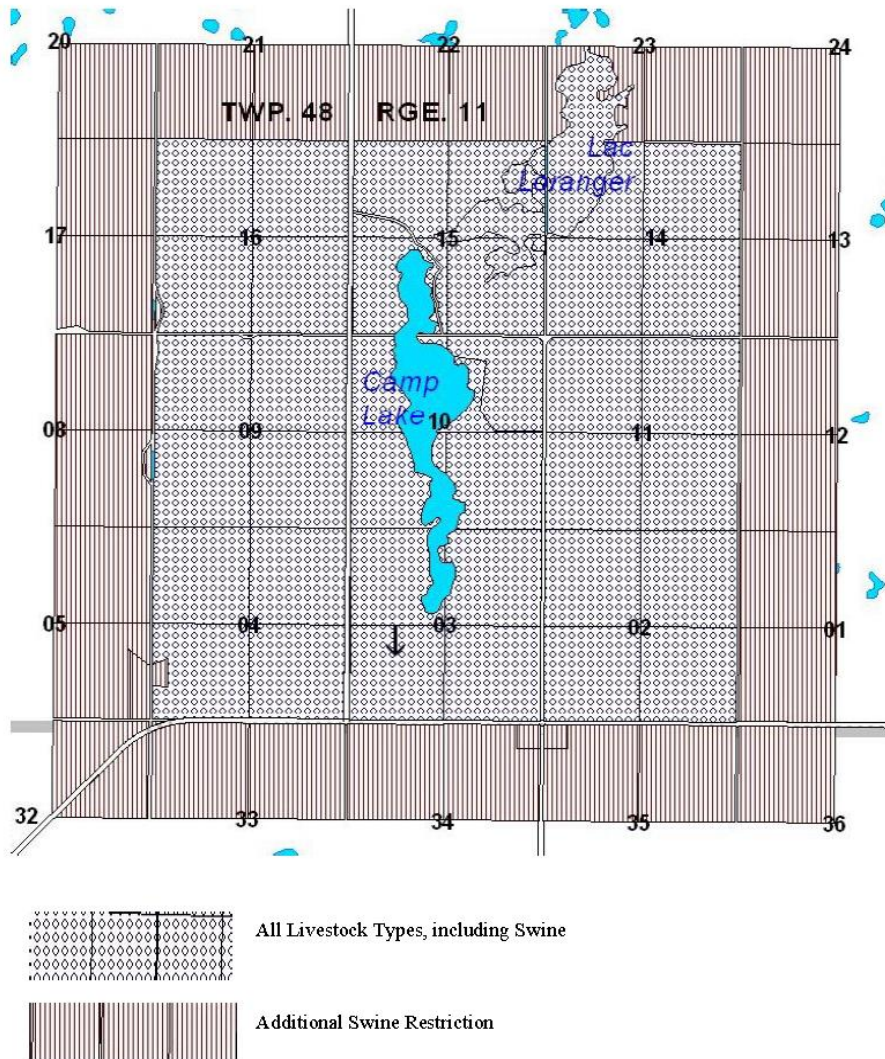 20 21 22 23 24
TWP. 48 RGE. 11
Lac
Loranger
17 16 15 14 13
Camp
Lake
08 09 10 11 12
05 04 03 02 01
32 33 34 35 36
All Livestock Types, including Swine
Additional Swine Restriction